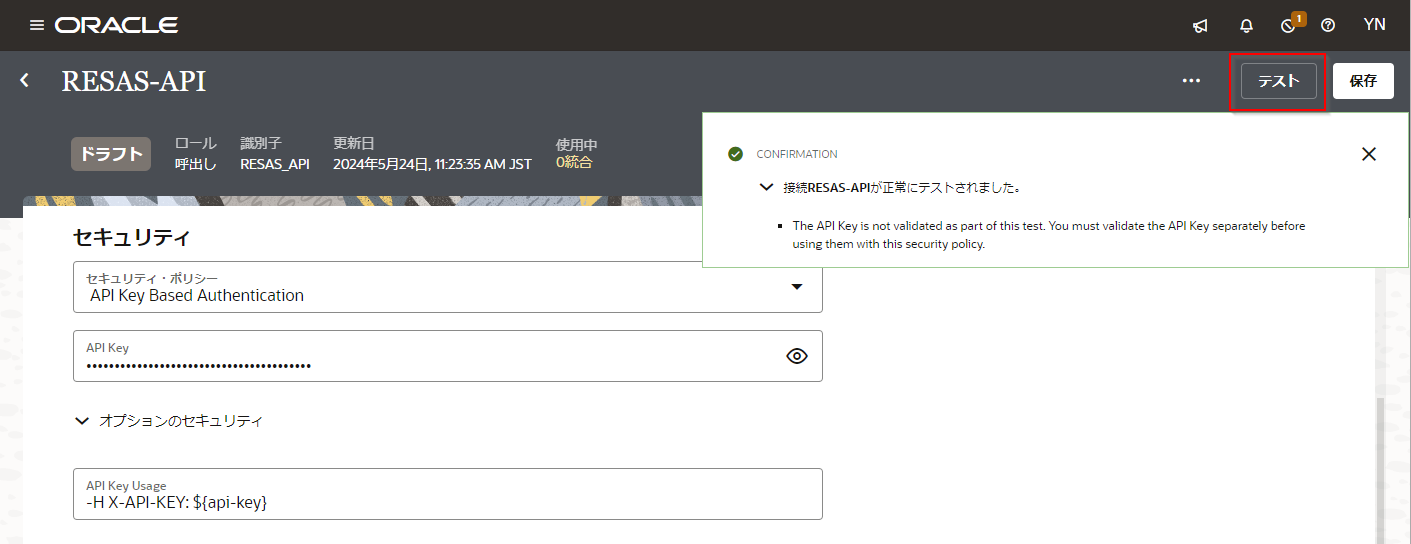 ORACLE
1
YN
RESAS-API
テスト
保存
ドラフト
ロール
呼出し
識別子
RESAS_API
更新日
2024年5月24日, 11:23:35 AM JST
使用中
0統合
CONFIRMATION
接続RESAS-APIが正常にテストされました。
The API Key is not validated as part of this test. You must validate the API Key separately before
using them with this security policy.
セキュリティ
セキュリティ・ポリシー
API Key Based Authentication
API Key
•••••••••••••••••••••••••••••••••••••••
オプションのセキュリティ
API Key Usage
-H X-API-KEY: ${api-key}